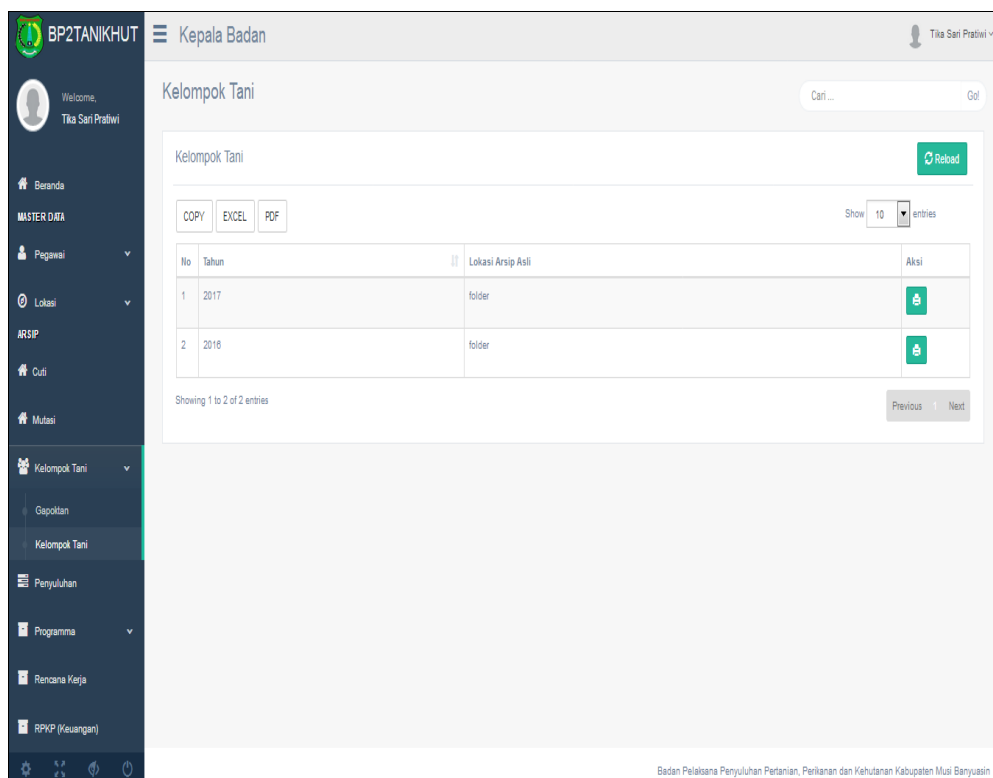 BP2TANIKHUT
Kepala Badan
Tika Sari Pratiwi
Welcome,
Tika Sari Pratiwi
Beranda
MASTER DATA
Pegawai
Lokasi
ARSIP
Cuti
Mutasi
Kelompok Tani
Gapoktan
Kelompok Tani
Penyuluhan
Programma
Rencana Kerja
RPKP (Keuangan)
Kelompok Tani
Cari ... Go!
Kelompok Tani
Reload
COPY EXCEL PDF
Show 10 entries
No Tahun Lokasi Arsip Asli Aksi
1 2017 folder
2 2016 folder
Showing 1 to 2 of 2 entries
Previous 1 Next
Badan Pelaksana Penyuluhan Pertanian, Perikanan dan Kehutanan Kabupaten Musi Banyuasin